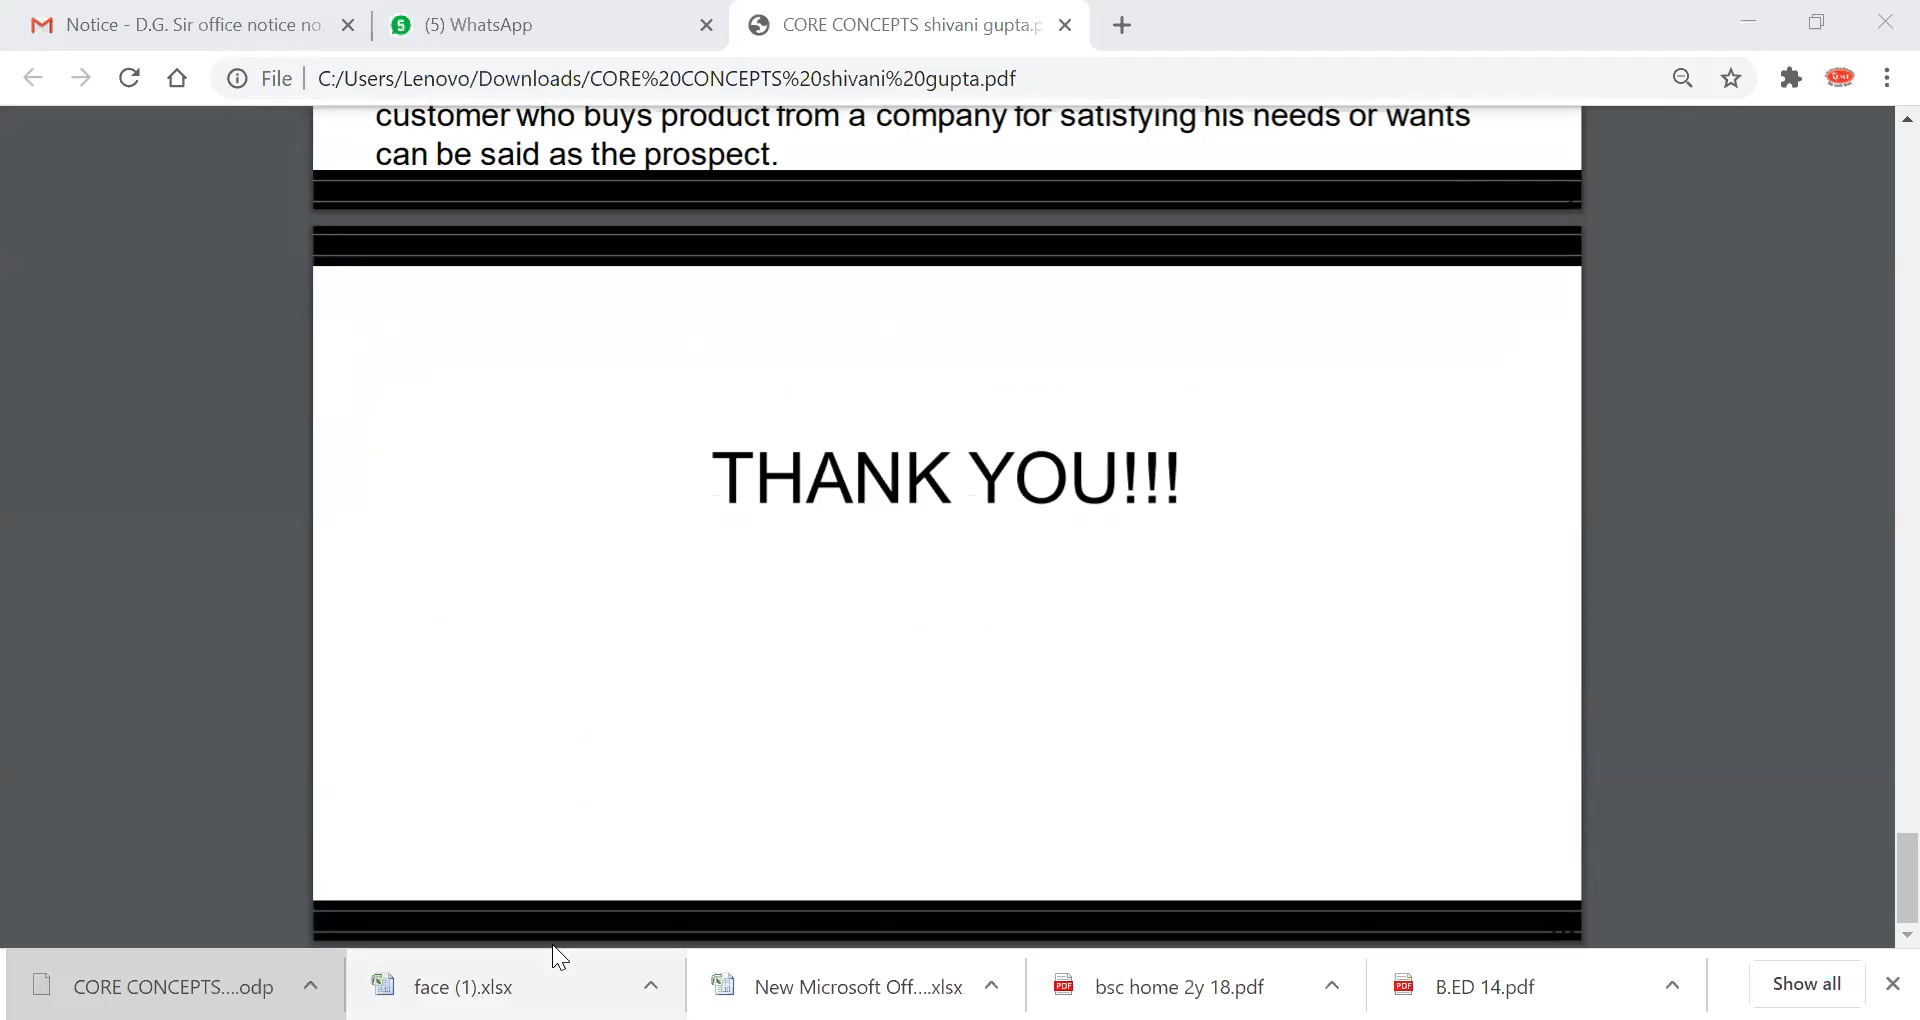 Notice - D.G. Sir office notice no.
(5) WhatsApp
CORE CONCEPTS shivani gupta.p
File
C:/Users/Lenovo/Downloads/CORE%20CONCEPTS%20shivani%20gupta.pdf
customer who buys product from a company for satisfying his needs or wants
can be said as the prospect.
THANK YOU!!!
CORE CONCEPTS....odp
face (1).xlsx
New Microsoft Off....xlsx
bsc home 2y 18.pdf
B.ED 14.pdf
Show all